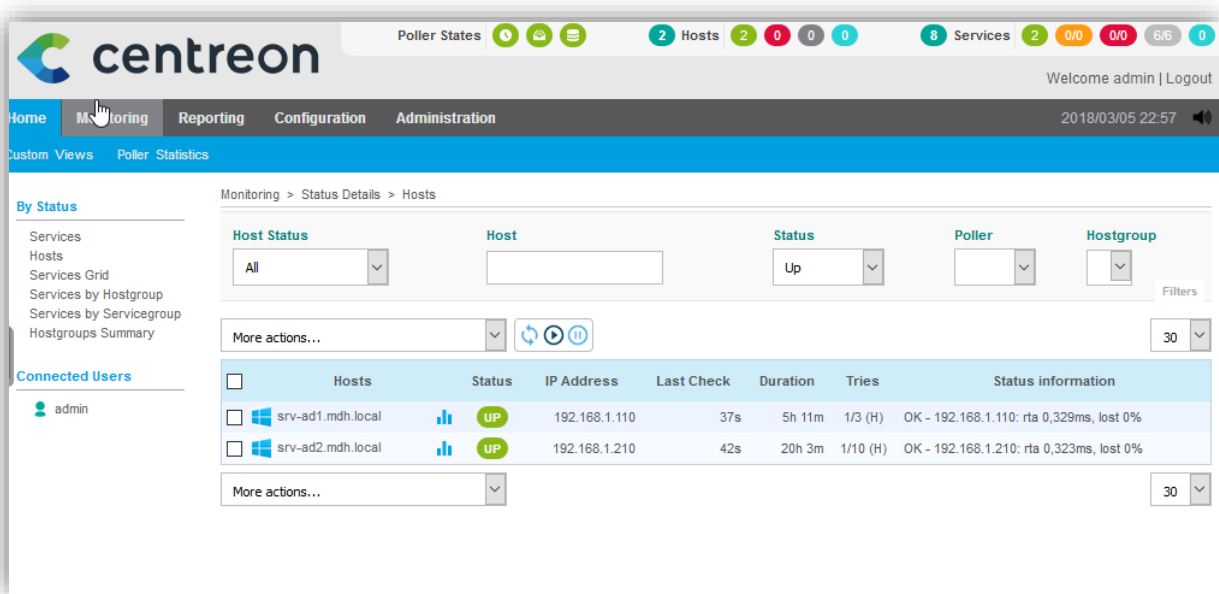 centreon
Poller States
2 Hosts 2 0 0 0
8 Services 2 0/0 0/0 6/6 0
Welcome admin | Logout
Home Monitoring Reporting Configuration Administration 2018/03/05 22:57
Custom Views Poller Statistics
By Status
Services
Hosts
Services Grid
Services by Hostgroup
Services by Servicegroup
Hostgroups Summary
Connected Users
admin
Monitoring > Status Details > Hosts
Host Status Host Status Poller Hostgroup
All Up
Filters
More actions... 30
Hosts Status IP Address Last Check Duration Tries Status information
srv-ad1.mdh.local UP 192.168.1.110 37s 5h 11m 1/3 (H) OK - 192.168.1.110: rta 0,329ms, lost 0%
srv-ad2.mdh.local UP 192.168.1.210 42s 20h 3m 1/10 (H) OK - 192.168.1.210: rta 0,323ms, lost 0%
More actions... 30